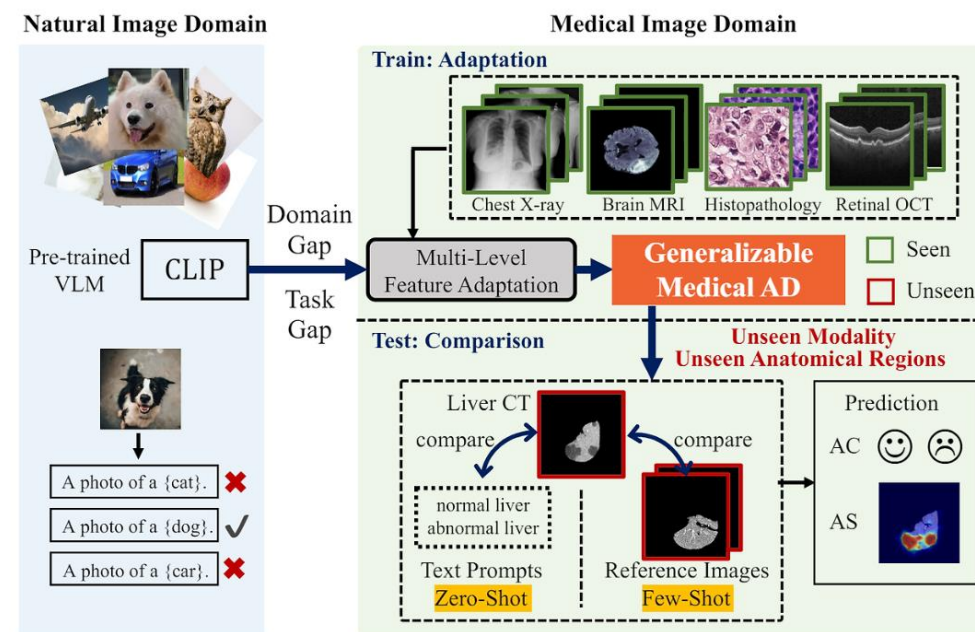 Natural Image Domain
Pre-trained
VLM
CLIP
Domain
Gap
Task
Gap
A photo of a {cat}.
A photo of a {dog}.
A photo of a {car}.
Medical Image Domain
Train: Adaptation
Chest X-ray
Brain MRI
Histopathology
Retinal OCT
Multi-Level
Feature Adaptation
Generalizable
Medical AD
Seen
Unseen
Test: Comparison
Unseen Modality
Unseen Anatomical Regions
Liver CT
compare
compare
normal liver
abnormal liver
Text Prompts
Zero-Shot
Reference Images
Few-Shot
Prediction
AC
AS